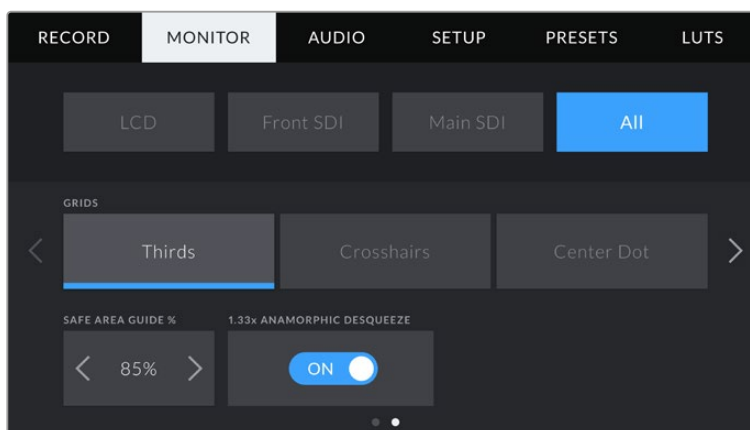 RECORD MONITOR AUDIO SETUP PRESETS LUTS
LCD Front SDI Main SDI All
GRIDS
Thirds Crosshairs Center Dot
SAFE AREA GUIDE % 1.33x ANAMORPHIC DESQUEEZE
85% ON